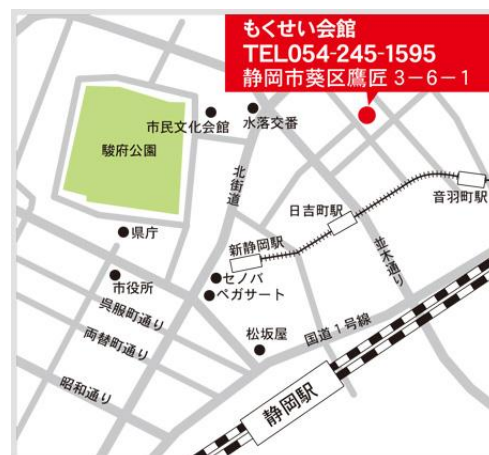 もくせい会館
TEL054-245-1595
静岡市葵区鷹匠 3-6-1
市民文化会館
水落交番
駿府公園
北街道
音羽町駅
日吉町駅
県庁
新静岡駅
並木通り
セノバ
市役所
ペガサート
呉服町通り
国道1号線
両替町通り
松坂屋
昭和通り
静岡駅